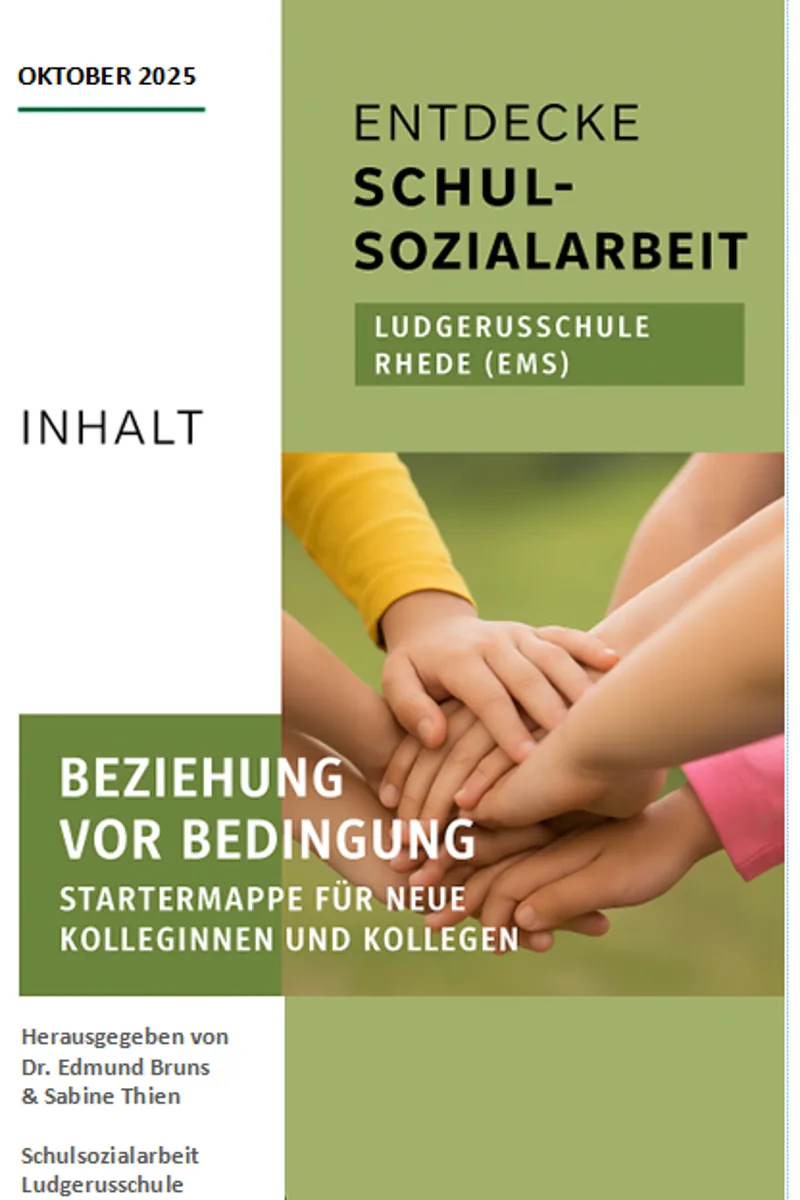 OKTOBER 2025
ENTDECKE
SCHUL-
SOZIALARBEIT
LUDGERUSSCHULE
RHEDE (EMS)
INHALT
BEZIEHUNG
VOR BEDINGUNG
STARTERMAPPE FÜR NEUE
KOLLEGINNEN UND KOLLEGEN
Herausgegeben von
Dr. Edmund Bruns
& Sabine Thien
Schulsozialarbeit
Ludgerusschule